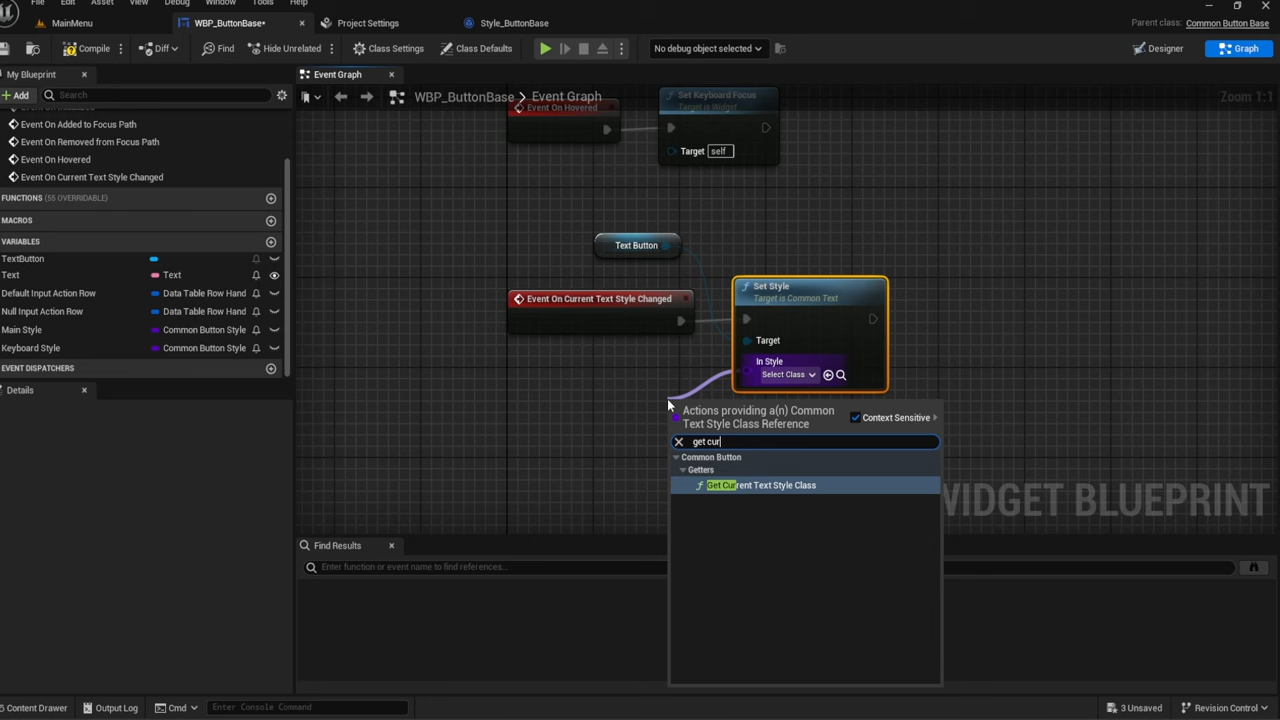 File Edit Asset View Debug Window Tools Help
MainMenu
WBP_ButtonBase*
Project Settings
Style_ButtonBase
Parent class: Common Button Base
Compile
Diff
Find
Hide Unrelated
Class Settings
Class Defaults
No debug object selected
Designer
Graph
My Blueprint
Event Graph
Add
Search
WBP_ButtonBase > Event Graph
Zoom 1:1
Event On Added to Focus Path
Event On Removed from Focus Path
Event On Hovered
Event On Current Text Style Changed
FUNCTIONS (55 OVERRIDABLE)
MACROS
VARIABLES
TextButton
Text Text
Default Input Action Row Data Table Row Hand
Null Input Action Row Data Table Row Hand
Main Style Common Button Style
Keyboard Style Common Button Style
EVENT DISPATCHERS
Details
Event On Hovered
Set Keyboard Focus
Target is Widget
Target self
Text Button
Event On Current Text Style Changed
Set Style
Target is Common Text
Target
In Style
Select Class
Actions providing a(n) Common
Text Style Class Reference
Context Sensitive
get cur
Common Button
Getters
Get Current Text Style Class
WIDGET BLUEPRINT
Find Results
Enter function or event name to find references...
Content Drawer
Output Log
Cmd
Enter Console Command
3 Unsaved
Revision Control